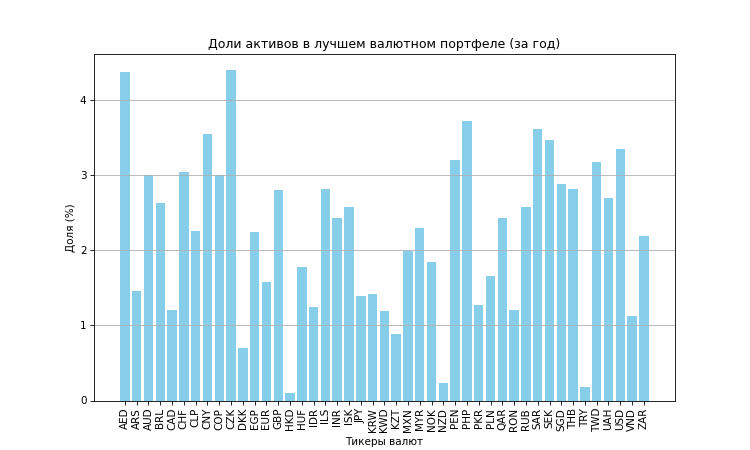 Доли активов в лучшем валютном портфеле (за год)
Доля (%)
4
3
2
1
0
AED ARS AUD BRL CAD CHF CLP CNY COP CZK DKK EGP EUR GBP HKD HUF IDR ILS INR ISK JPY KRW KWD KZT MXN MYR NOK NZD PEN PHP PKR PLN QAR RON RUB SAR SEK SGD THB TRY TWD UAH USD VND ZAR
Тикеры валют